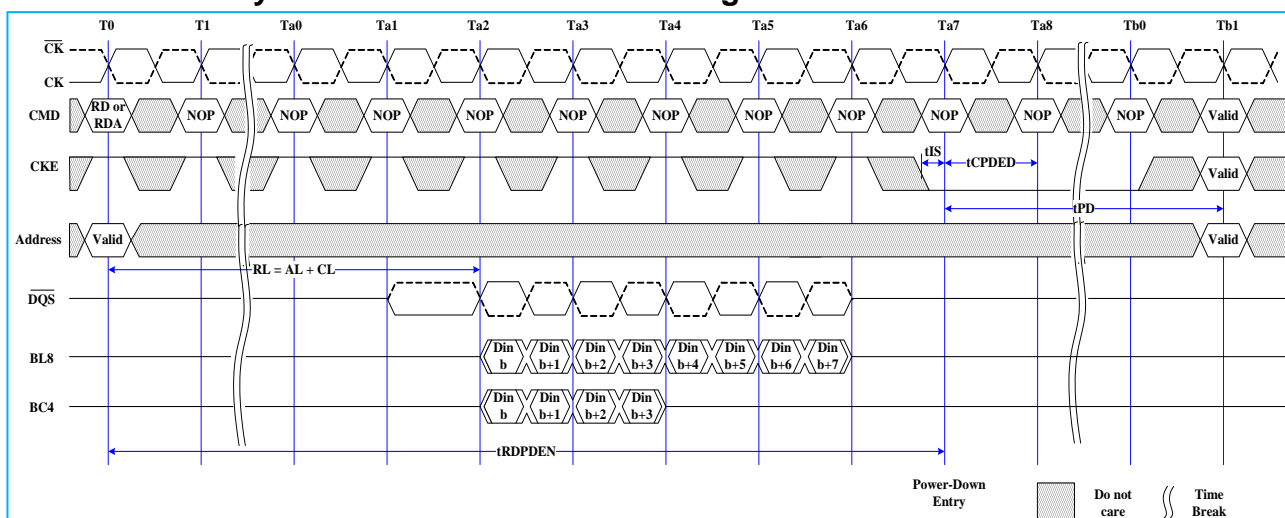 T0 T1 Ta0 Ta1 Ta2 Ta3 Ta4 Ta5 Ta6 Ta7 Ta8 Tb0 Tb1
CK
CK
CMD RD or RDA NOP NOP NOP NOP NOP NOP NOP NOP NOP NOP NOP Valid
tIS tCPDED
CKE Valid
tPD
Address Valid Valid
RL = AL + CL
DQS
BL8 Din b Din b+1 Din b+2 Din b+3 Din b+4 Din b+5 Din b+6 Din b+7
BC4 Din b Din b+1 Din b+2 Din b+3
tRDPDEN
Power-Down
Entry
Do not
care
Time
Break